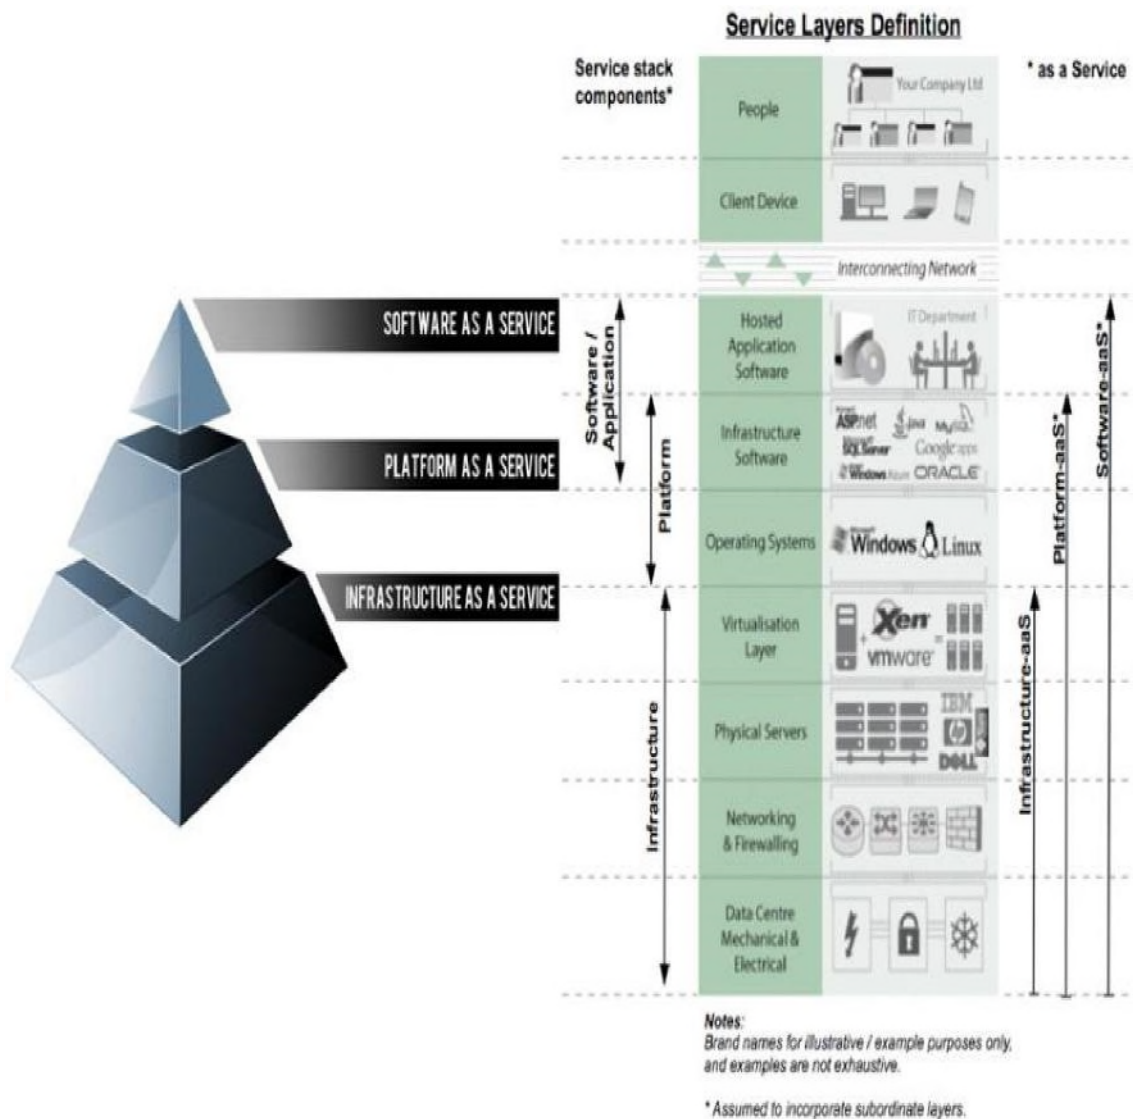 Service Layers Definition
Service stack
components*
* as a Service
People
Your Company Ltd
Client Device
Interconnecting Network
SOFTWARE AS A SERVICE
PLATFORM AS A SERVICE
INFRASTRUCTURE AS A SERVICE
Software /
Application
Platform
Infrastructure
Hosted
Application
Software
IT Department
Infrastructure
Software
ASP.net
Java
MySQL
SQL Server
Google apps
Windows Azure
ORACLE
Operating Systems
Microsoft
Windows
Linux
Virtualisation
Layer
+
Xen
vmware
=
Physical Servers
IBM
hp
DELL
Networking
& Firewalling
Data Centre
Mechanical &
Electrical
Infrastructure-aaS
Platform-aaS*
Software-aaS*
Notes:
Brand names for illustrative / example purposes only,
and examples are not exhaustive.
* Assumed to incorporate subordinate layers.